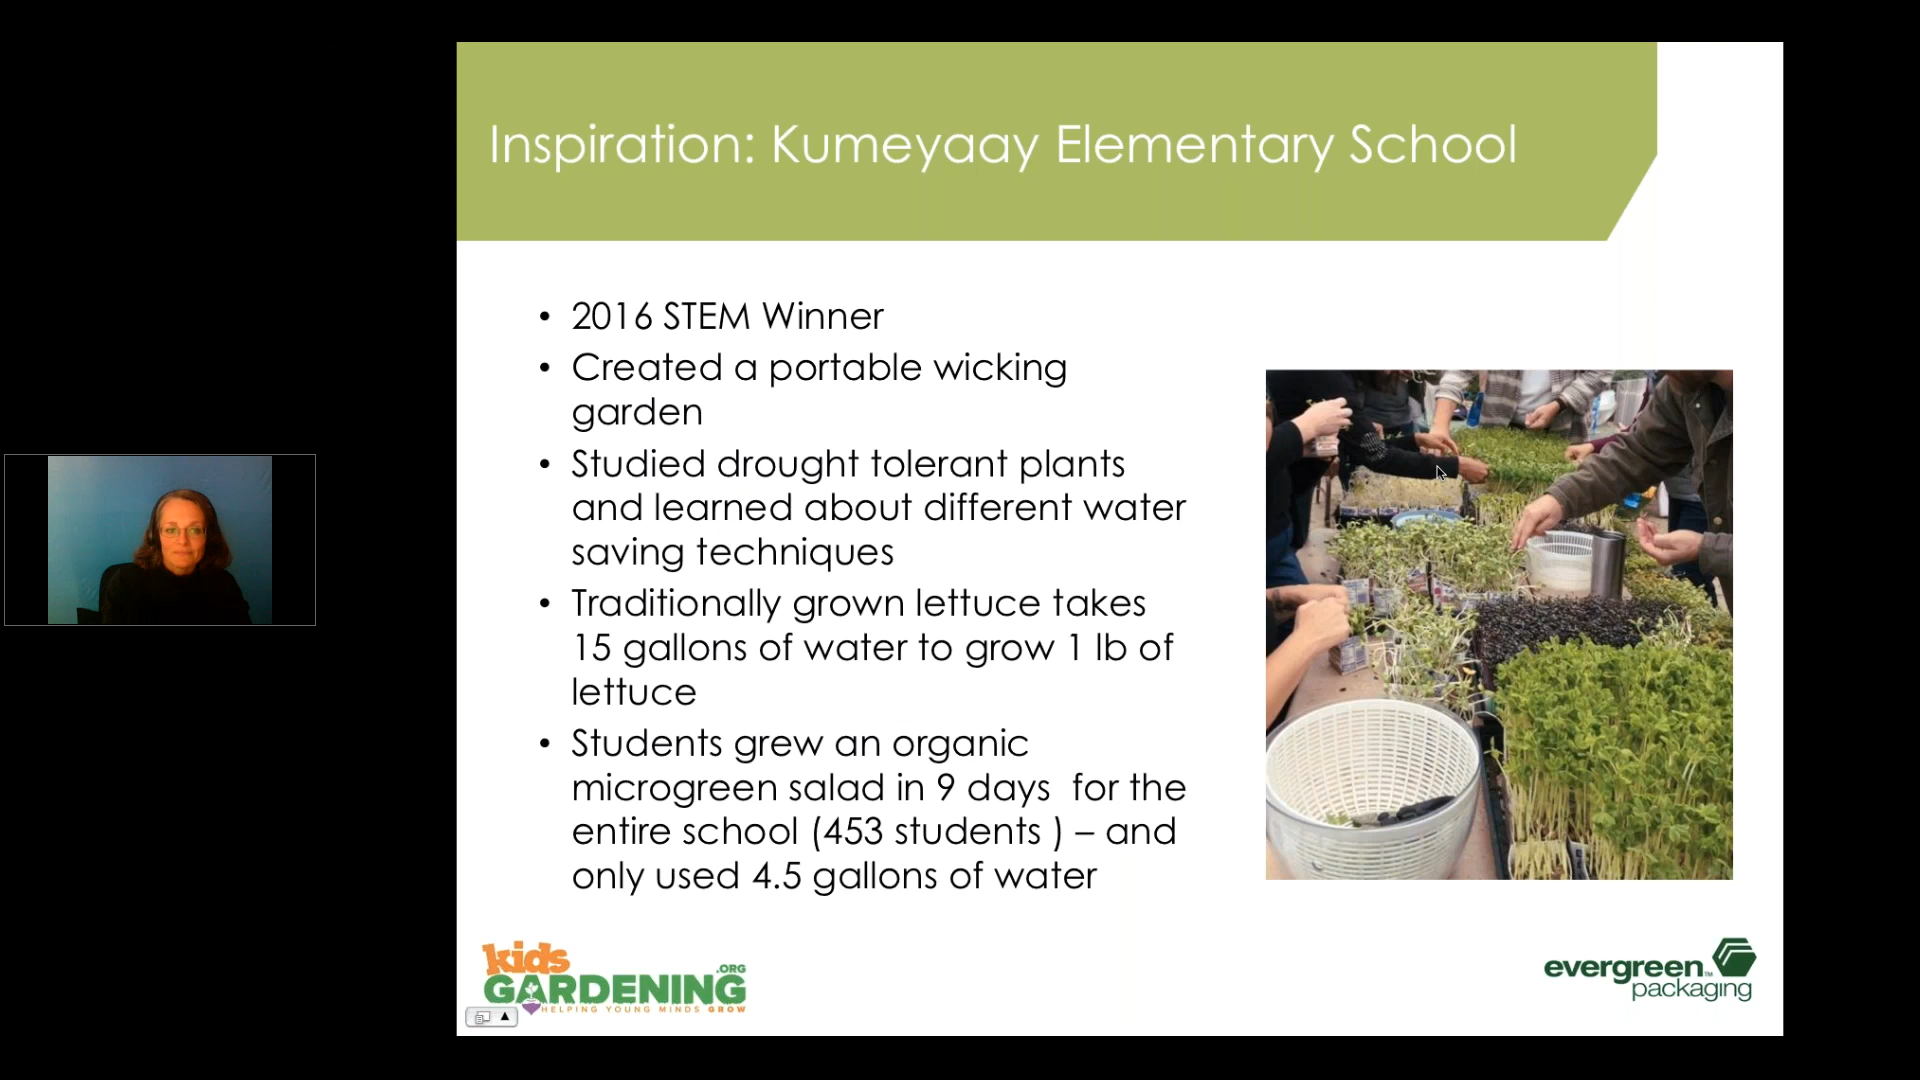 Inspiration: Kumeyaay Elementary School
• 2016 STEM Winner
• Created a portable wicking
garden
• Studied drought tolerant plants
and learned about different water
saving techniques
• Traditionally grown lettuce takes
15 gallons of water to grow 1 lb of
lettuce
• Students grew an organic
microgreen salad in 9 days  for the
entire school (453 students ) – and
only used 4.5 gallons of water
kids
GARDENING.ORG
HELPING YOUNG MINDS GROW
evergreen™
packaging